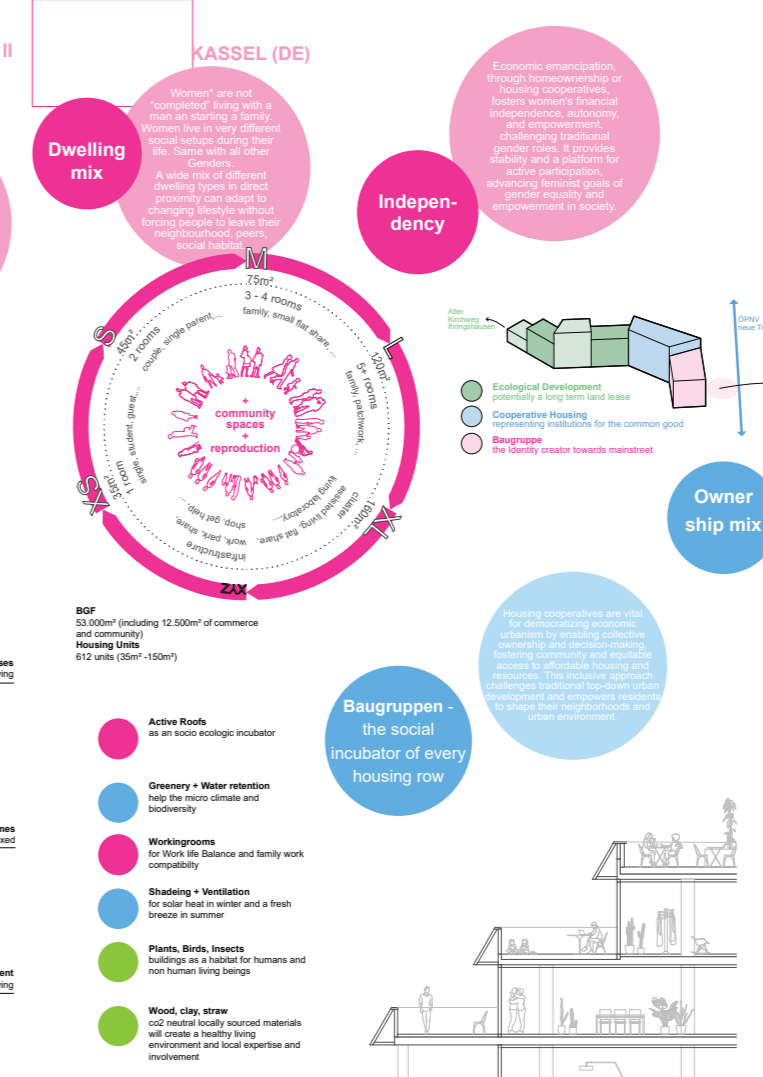 II
KASSEL (DE)
Dwelling
mix
Women* are not
"completed" living with a
man an starting a family.
Women live in very different
social setups during their
life. Same with all other
Genders.
A wide mix of different
dwelling types in direct
proximity can adapt to
changing lifestyle without
forcing people to leave their
neighbourhood, peers,
social habitat.
Indepen-
dency
Economic emancipation,
through homeownership or
housing cooperatives,
fosters women's financial
independence, autonomy,
and empowerment,
challenging traditional
gender roles. It provides
stability and a platform for
active participation,
advancing feminist goals of
gender equality and
empowerment in society.
M
75m²
3 - 4 rooms
family, small flat share, ...
L
120m²
5+ rooms
family, patchwork, ...
XL
160m²
cluster
assisted living, flat share,
living laboratory,...
XYZ
infrastructure
work, park, share,
shop, get help, ...
XS
35m²
1 room
single, student, guest,...
S
45m²
2 rooms
couple, single parent,...
+
community
spaces
+
reproduction
Alter
Kirchweg
Ihringshausen
ÖPNV
Ecological Development
potentially a long term land lease
Cooperative Housing
representing institutions for the common good
Baugruppe
the Identity creator towards mainstreet
Owner
ship mix
BGF
53.000m² (including 12.500m² of commerce
and community)
Housing Units
612 units (35m² -150m²)
Housing cooperatives are vital
for democratizing economic
urbanism by enabling collective
ownership and decision-making,
fostering community and equitable
access to affordable housing and
resources. This inclusive approach
challenges traditional top-down urban
development and empowers residents
to shape their neighborhoods and
urban environment.
Baugruppen -
the social
incubator of every
housing row
Active Roofs
as an socio ecologic incubator
Greenery + Water retention
help the micro climate and
biodiversity
Workingrooms
for Work life Balance and family work
compatibilty
Shadeing + Ventilation
for solar heat in winter and a fresh
breeze in summer
Plants, Birds, Insects
buildings as a habitat for humans and
non human living beings
Wood, clay, straw
co2 neutral locally sourced materials
will create a healthy living
environment and local expertise and
involvement